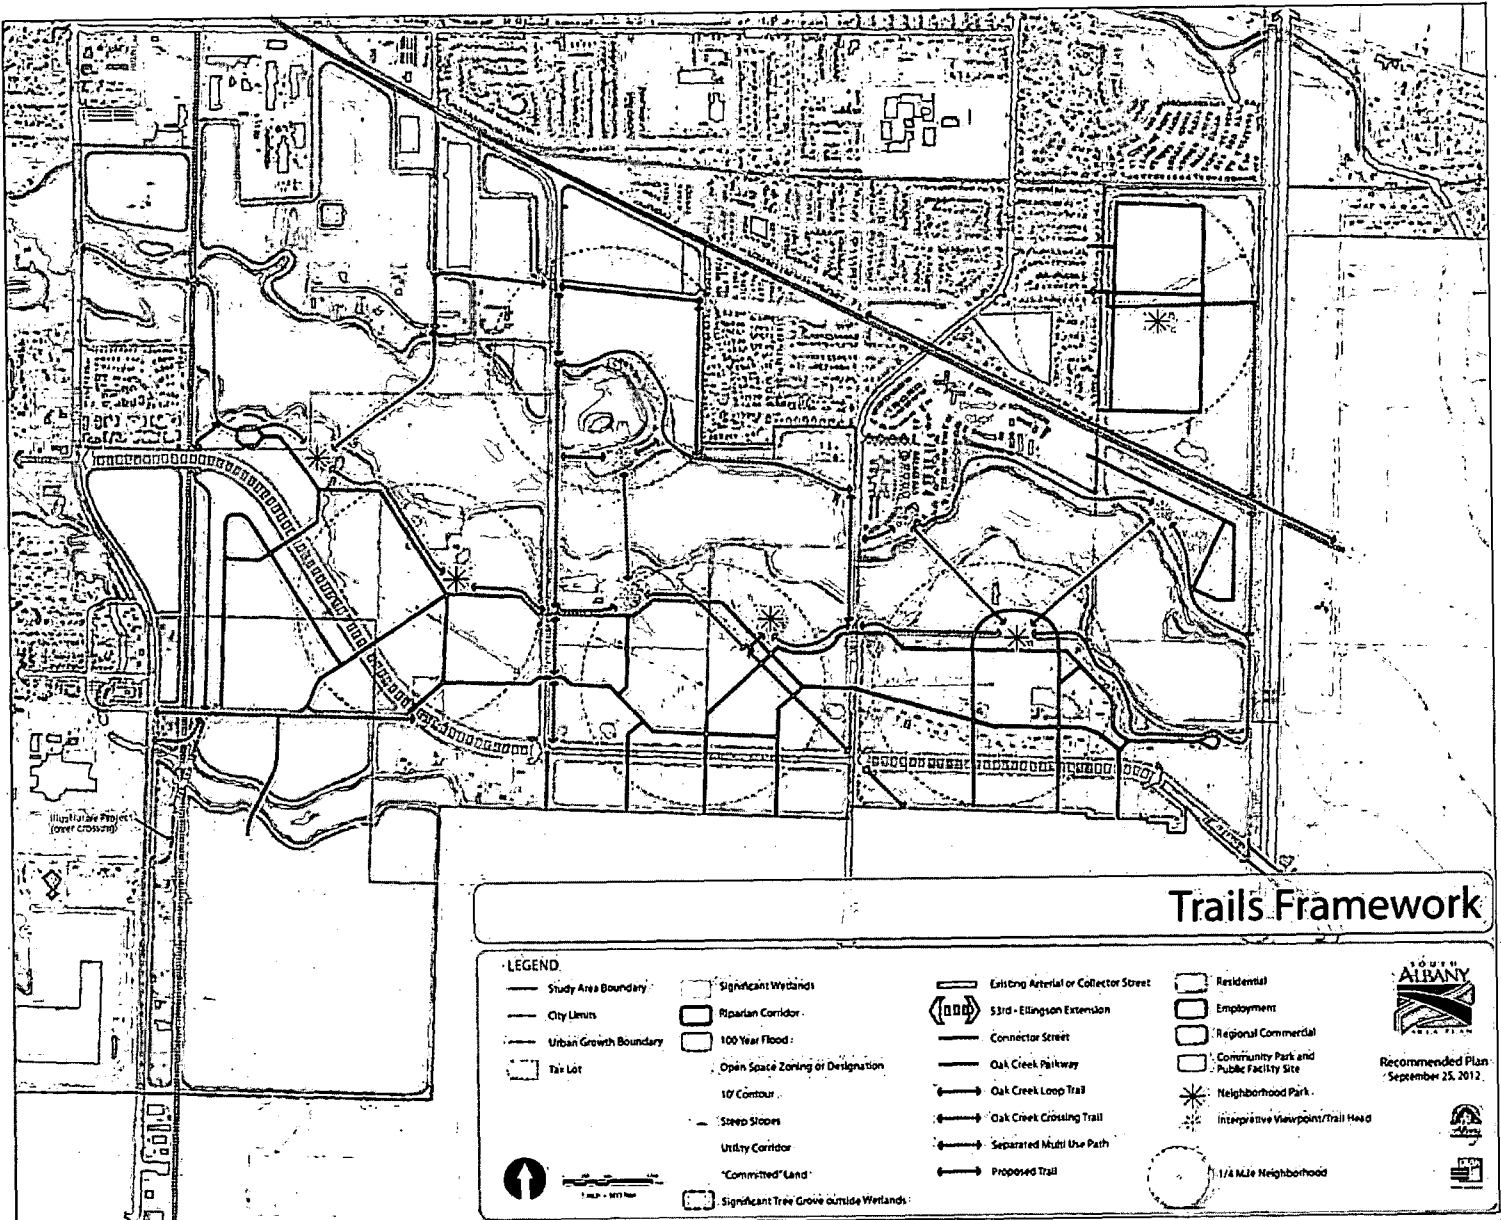 Illustrative Project
(over crossing)
Trails Framework
LEGEND
Study Area Boundary
City Limits
Urban Growth Boundary
Tax Lot
Significant Wetlands
Riparian Corridor
100 Year Flood
Open Space Zoning or Designation
10' Contour
Steep Slopes
Utility Corridor
"Committed" Land
Significant Tree Grove outside Wetlands
Existing Arterial or Collector Street
53rd - Ellingson Extension
Connector Street
Oak Creek Parkway
Oak Creek Loop Trail
Oak Creek Crossing Trail
Separated Multi Use Path
Proposed Trail
Residential
Employment
Regional Commercial
Community Park and
Public Facility Site
Neighborhood Park
Interpretive Viewpoint/Trail Head
1/4 Mile Neighborhood
SOUTH
ALBANY
AREA PLAN
Recommended Plan
September 25, 2012
Albany